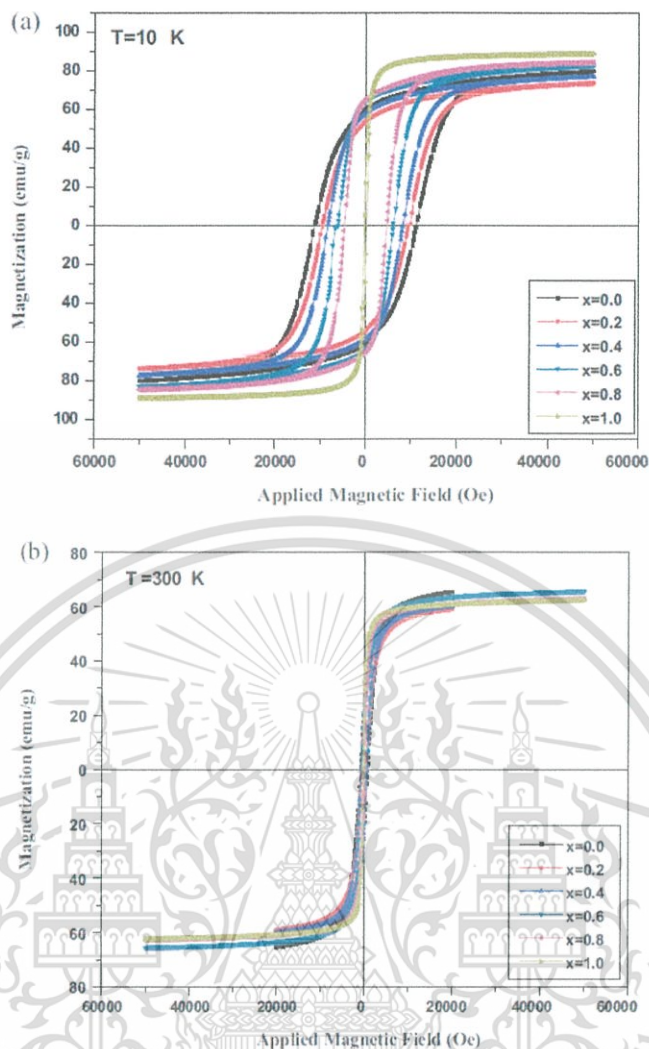 (a)
T=10 K
100
80
60
40
20
0
20
40
60
80
100
Magnetization (emu/g)
x=0.0
x=0.2
x=0.4
x=0.6
x=0.8
x=1.0
60000 40000 20000 0 20000 40000 60000
Applied Magnetic Field (Oe)
(b)
T =300 K
80
60
40
20
0
20
40
60
80
Magnetization (emu/g)
x=0.0
x=0.2
x=0.4
x=0.6
x=0.8
x=1.0
60000 40000 20000 0 20000 40000 60000
Applied Magnetic Field (Oe)